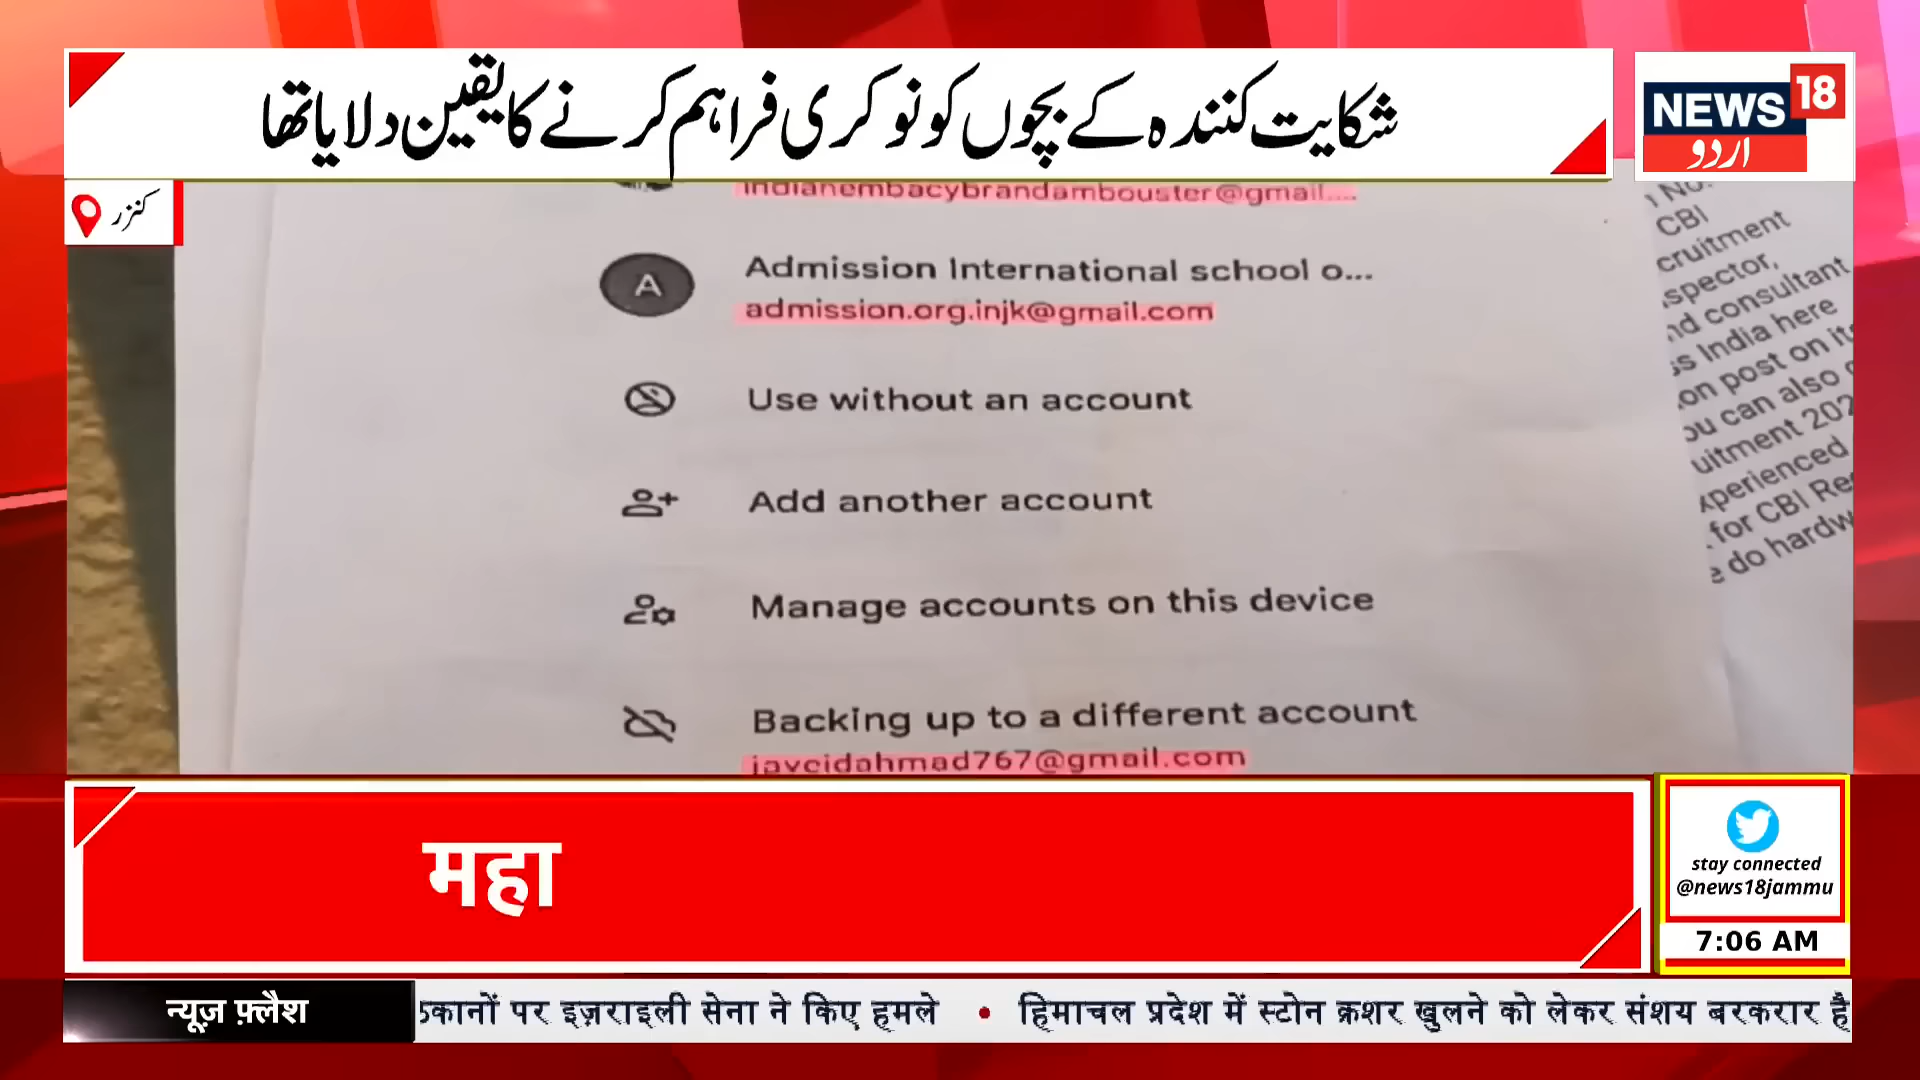 شکایت کنندہ کے بچوں کو نوکری فراہم کرنے کا یقین دلایا تھا
NEWS 18
اردو
کنزر
indianembacybrandambouster@gmail....
Admission International school o...
admission.org.injk@gmail.com
Use without an account
Add another account
Manage accounts on this device
Backing up to a different account
javeidahmad767@gmail.com
No.
CBI
cruitment
spector,
nd consultant
s India here
on post on its
ou can also
uitment 202
xperienced
for CBI Re
e do hardw
महा
stay connected
@news18jammu
7:06 AM
न्यूज़ फ़्लैश
ठिकानों पर इज़राइली सेना ने किए हमले • हिमाचल प्रदेश में स्टोन क्रशर खुलने को लेकर संशय बरकरार है